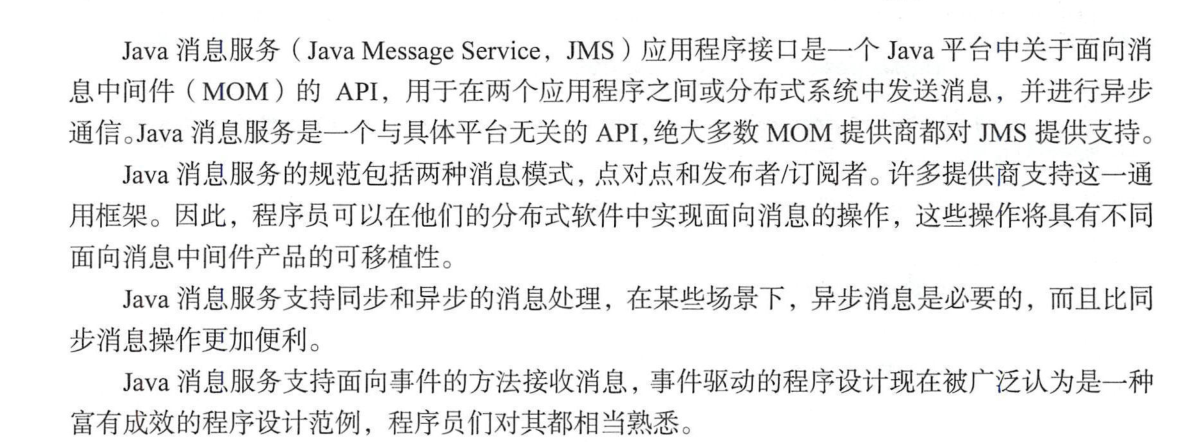 Java 消息服务（Java Message Service，JMS）应用程序接口是一个 Java 平台中关于面向消
息中间件（MOM）的 API，用于在两个应用程序之间或分布式系统中发送消息，并进行异步
通信。Java 消息服务是一个与具体平台无关的 API，绝大多数 MOM 提供商都对 JMS 提供支持。
Java 消息服务的规范包括两种消息模式，点对点和发布者/订阅者。许多提供商支持这一通
用框架。因此，程序员可以在他们的分布式软件中实现面向消息的操作，这些操作将具有不同
面向消息中间件产品的可移植性。
Java 消息服务支持同步和异步的消息处理，在某些场景下，异步消息是必要的，而且比同
步消息操作更加便利。
Java 消息服务支持面向事件的方法接收消息，事件驱动的程序设计现在被广泛认为是一种
富有成效的程序设计范例，程序员们对其都相当熟悉。